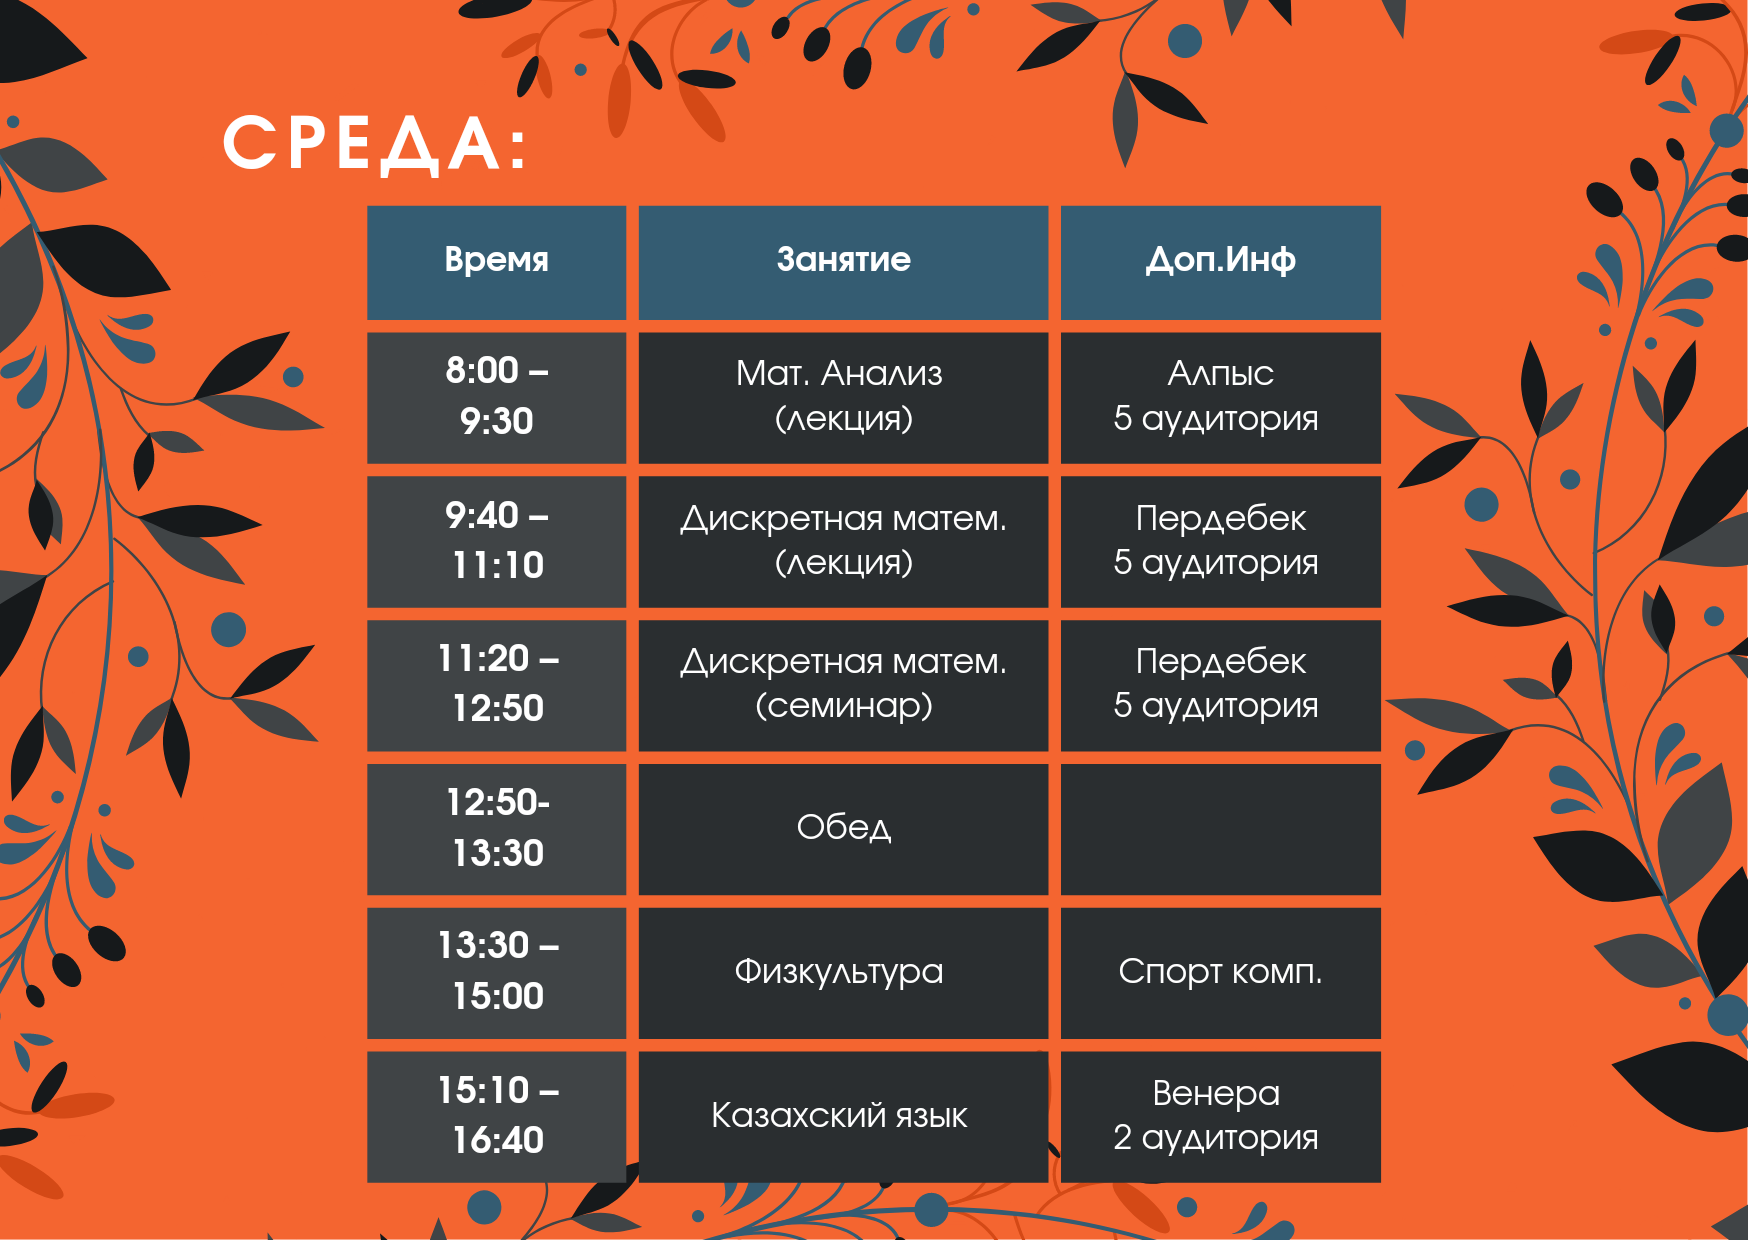 СРЕДА:
Время
Занятие
Доп.Инф
8:00 –
9:30
Мат. Анализ
(лекция)
Алпыс
5 аудитория
9:40 –
11:10
Дискретная матем.
(лекция)
Пердебек
5 аудитория
11:20 –
12:50
Дискретная матем.
(семинар)
Пердебек
5 аудитория
12:50-
13:30
Обед
13:30 –
15:00
Физкультура
Спорт комп.
15:10 –
16:40
Казахский язык
Венера
2 аудитория